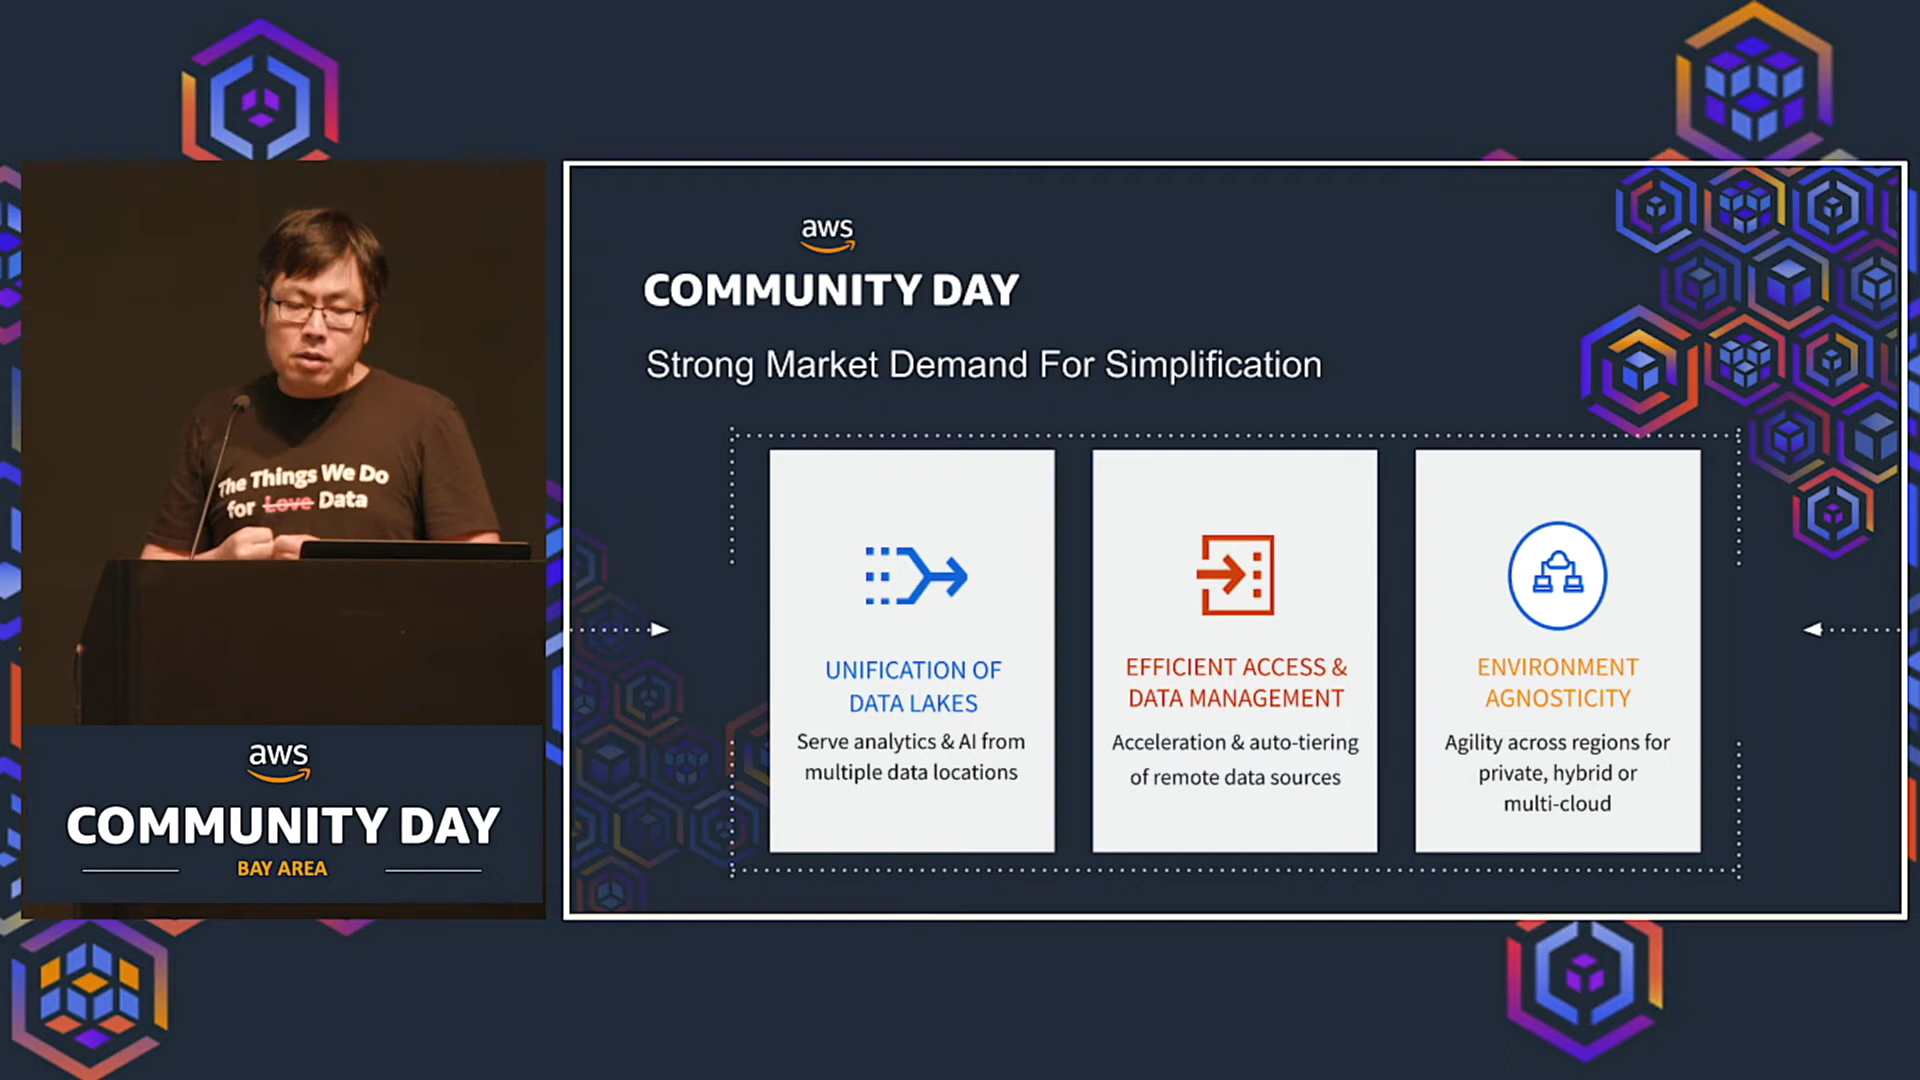 The Things We Do
for Love Data
aws
COMMUNITY DAY
BAY AREA
aws
COMMUNITY DAY
Strong Market Demand For Simplification
UNIFICATION OF
DATA LAKES
Serve analytics & AI from
multiple data locations
EFFICIENT ACCESS &
DATA MANAGEMENT
Acceleration & auto-tiering
of remote data sources
ENVIRONMENT
AGNOSTICITY
Agility across regions for
private, hybrid or
multi-cloud